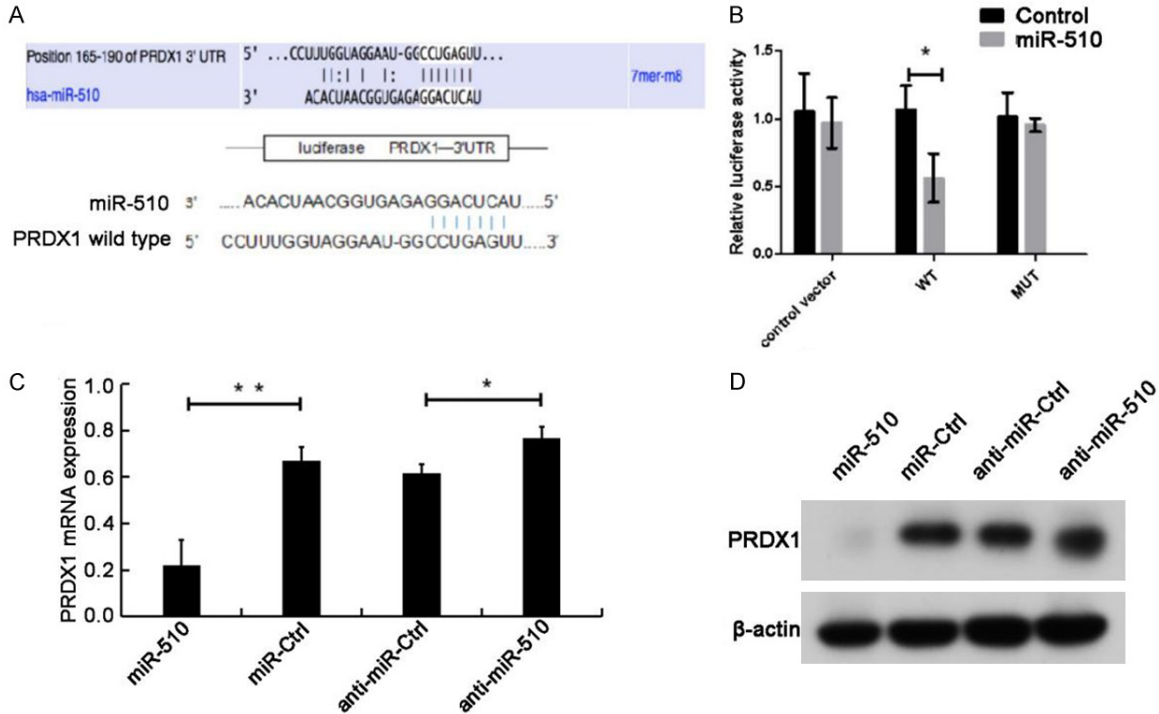 A
Position 165-190 of PRDX1 3' UTR 5' ...CCUUUGGUAGGAAU-GGCCUGAGUU...
hsa-miR-510 3' ACACUAACGGUGAGAGGACUCAU
7mer-m8
luciferase PRDX1—3'UTR
miR-510 3' ..... ACACUAACGGUGAGAGGACUCAU.....5'
PRDX1 wild type 5' CCUUUGGUAGGAAU-GGCCUGAGUU.....3'
B
Control
miR-510
Relative luciferase activity
1.5
1.0
0.5
0.0
*
control vector
WT
MUT
C
PRDX1 mRNA expression
1.0
0.8
0.6
0.4
0.2
0.0
* *
*
miR-510
miR-Ctrl
anti-miR-Ctrl
anti-miR-510
D
miR-510
miR-Ctrl
anti-miR-Ctrl
anti-miR-510
PRDX1
β-actin